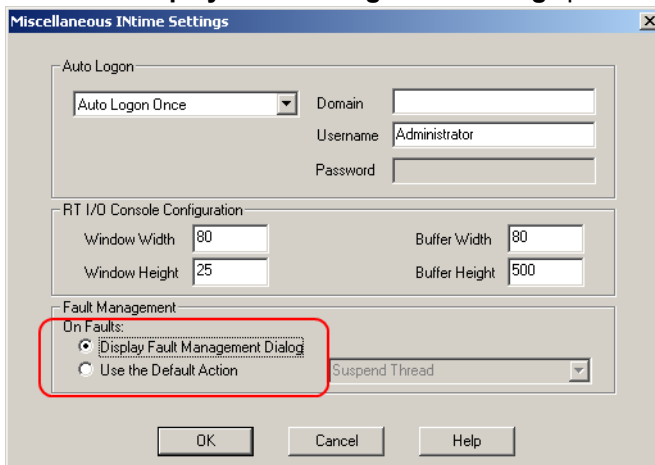 Miscellaneous INtime Settings
Auto Logon
Auto Logon Once
Domain
Username Administrator
Password
RT I/O Console Configuration
Window Width 80 Buffer Width 80
Window Height 25 Buffer Height 500
Fault Management
On Faults:
Display Fault Management Dialog
Use the Default Action Suspend Thread
OK Cancel Help